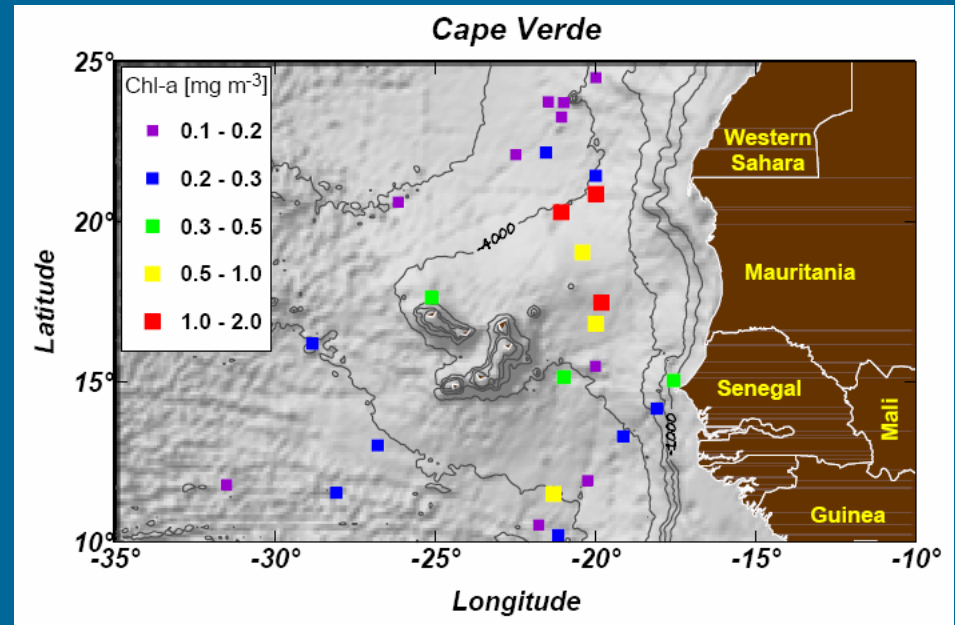 Cape Verde
25°
20°
15°
10°
Latitude
Chl-a [mg m-3]
0.1 - 0.2
0.2 - 0.3
0.3 - 0.5
0.5 - 1.0
1.0 - 2.0
-4000
-1000
Western
Sahara
Mauritania
Senegal
Mali
Guinea
-35
-30°
-25°
-20°
-15°
-10°
Longitude